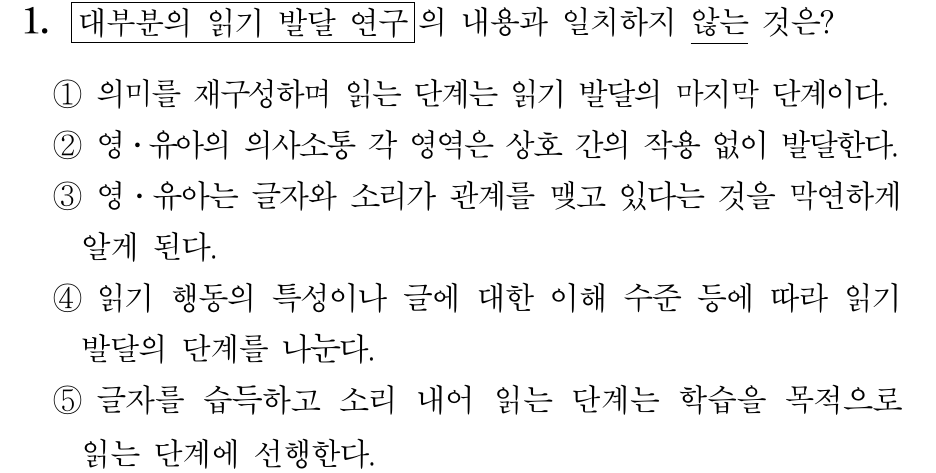 1. 대부분의 읽기 발달 연구의 내용과 일치하지 않는 것은?
① 의미를 재구성하며 읽는 단계는 읽기 발달의 마지막 단계이다.
② 영·유아의 의사소통 각 영역은 상호 간의 작용 없이 발달한다.
③ 영·유아는 글자와 소리가 관계를 맺고 있다는 것을 막연하게
알게 된다.
④ 읽기 행동의 특성이나 글에 대한 이해 수준 등에 따라 읽기
발달의 단계를 나눈다.
⑤ 글자를 습득하고 소리 내어 읽는 단계는 학습을 목적으로
읽는 단계에 선행한다.